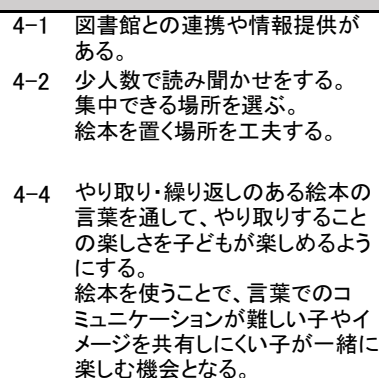 4-1 図書館との連携や情報提供が
ある。
4-2 少人数で読み聞かせをする。
集中できる場所を選ぶ。
絵本を置く場所を工夫する。
4-4 やり取り・繰り返しのある絵本の
言葉を通して、やり取りすること
の楽しさを子どもが楽しめるよう
にする。
絵本を使うことで、言葉でのコ
ミュニケーションが難しい子やイ
メージを共有しにくい子が一緒に
楽しむ機会となる。